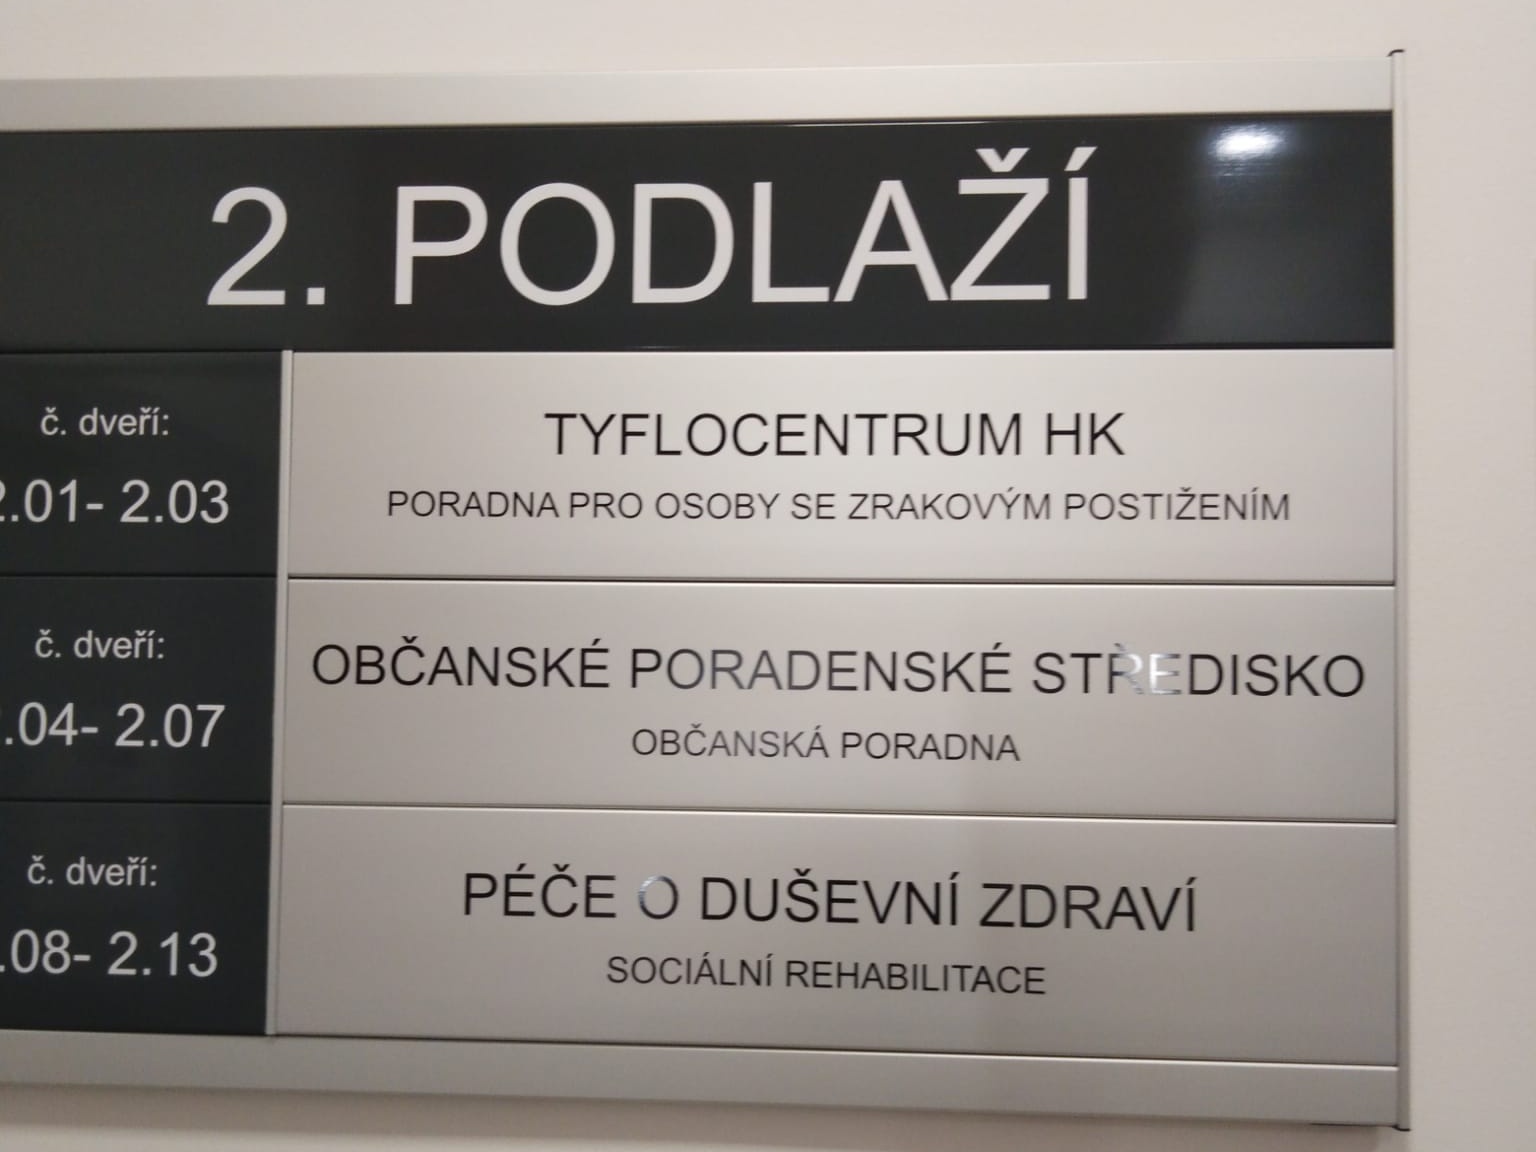 2. PODLAŽÍ
č. dveří:
2.01- 2.03
TYFLOCENTRUM HK
PORADNA PRO OSOBY SE ZRAKOVÝM POSTIŽENÍM
č. dveří:
.04- 2.07
OBČANSKÉ PORADENSKÉ STŘEDISKO
OBČANSKÁ PORADNA
č. dveří:
.08- 2.13
PÉČE O DUŠEVNÍ ZDRAVÍ
SOCIÁLNÍ REHABILITACE